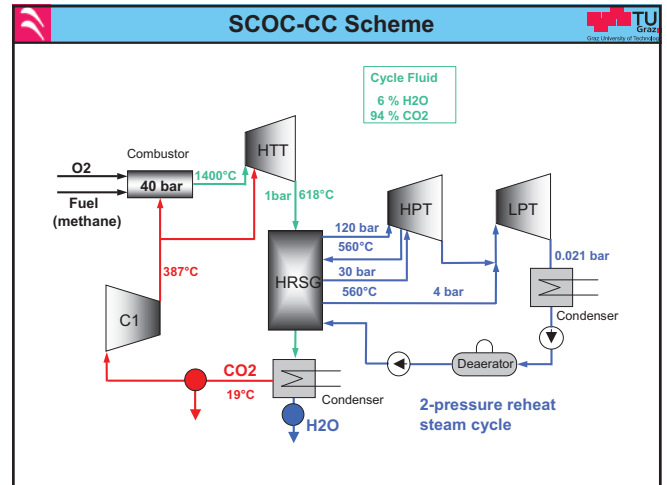 SCOC-CC Scheme
TU
Graz
Graz University of Technology
Cycle Fluid
6 % H2O
94 % CO2
HTT
Combustor
O2
40 bar
1400°C
Fuel
(methane)
1bar
618°C
HPT
LPT
120 bar
560°C
0.021 bar
387°C
HRSG
30 bar
560°C
4 bar
C1
Condenser
Deaerator
CO2
19°C
Condenser
H2O
2-pressure reheat
steam cycle